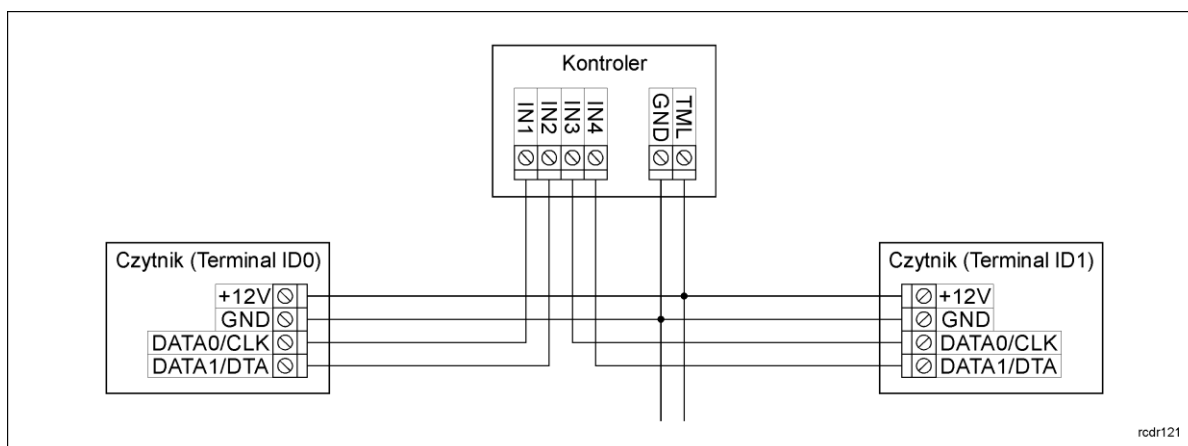 Kontroler
IN1 IN2 IN3 IN4 GND TML
Czytnik (Terminal ID0)
+12V
GND
DATA0/CLK
DATA1/DTA
Czytnik (Terminal ID1)
+12V
GND
DATA0/CLK
DATA1/DTA
rcdr121